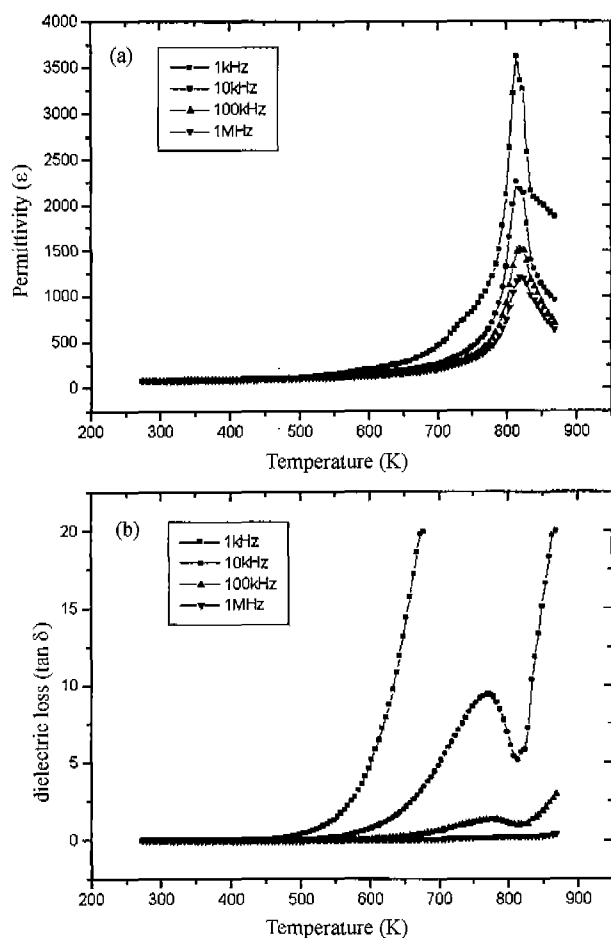 4000
3500
3000
2500
2000
1500
1000
500
0
Permittivity (ε)
(a)
1kHz
10kHz
100kHz
1MHz
200 300 400 500 600 700 800 900
Temperature (K)
20
15
10
5
0
dielectric loss (tan δ)
(b)
1kHz
10kHz
100kHz
1MHz
200 300 400 500 600 700 800 900
Temperature (K)